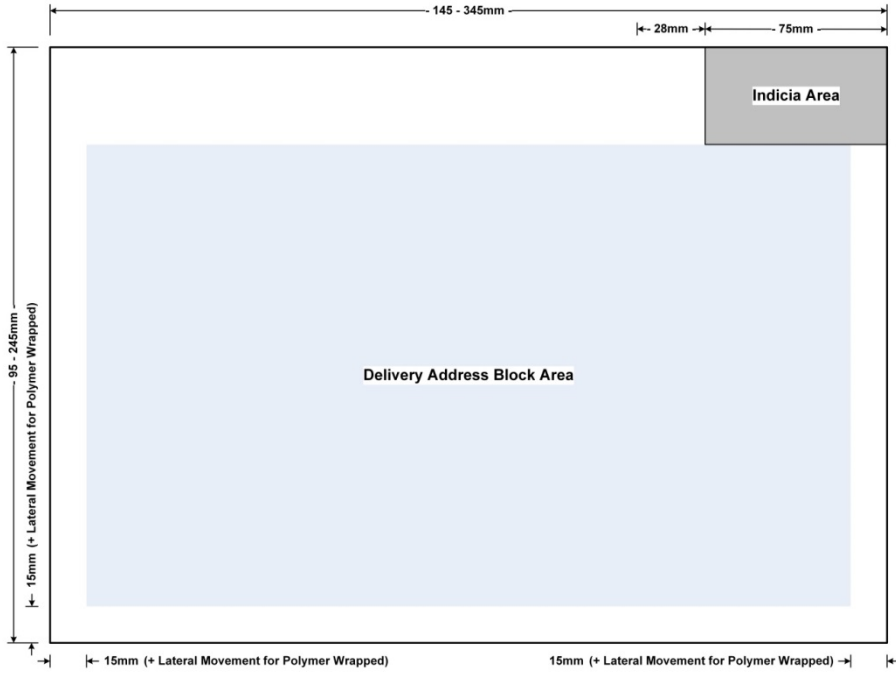 - 145 - 345mm -
- 28mm
- 75mm -
Indicia Area
- 95 - 245mm -
15mm (+ Lateral Movement for Polymer Wrapped)
Delivery Address Block Area
15mm (+ Lateral Movement for Polymer Wrapped)
15mm (+ Lateral Movement for Polymer Wrapped)